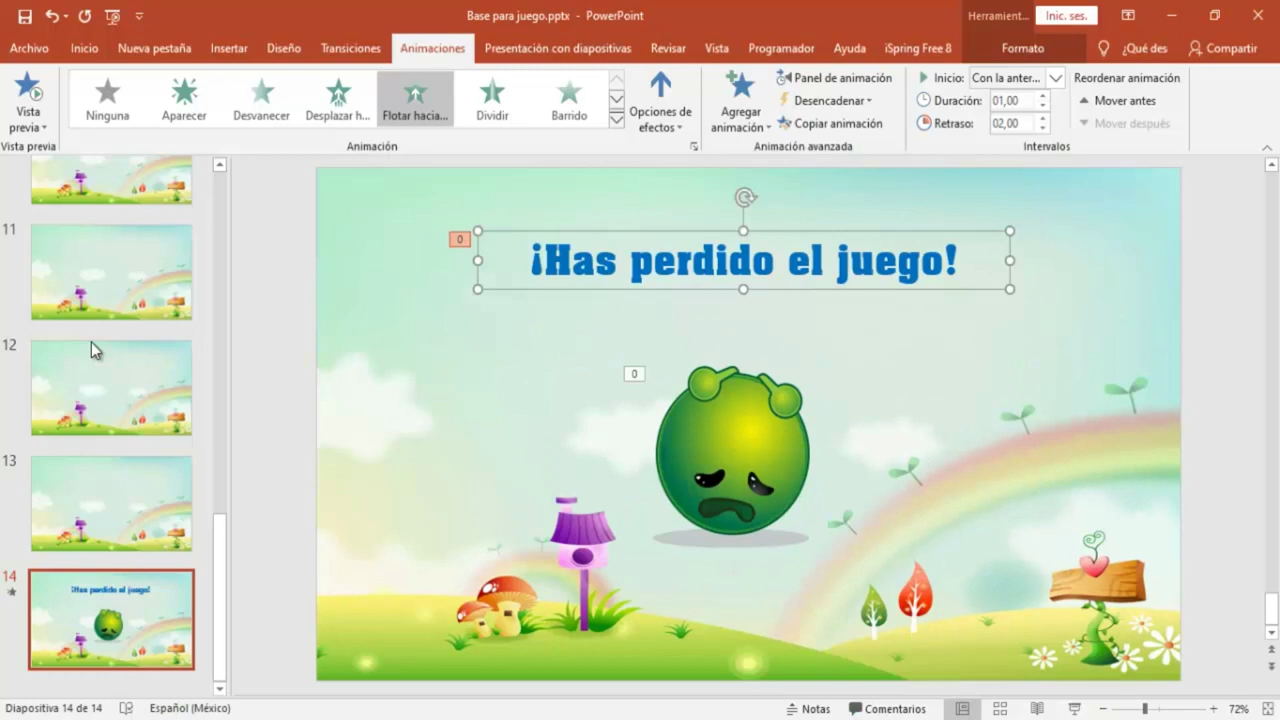 Base para juego.pptx - PowerPoint
Herramient...
Inic. ses.
Archivo
Inicio
Nueva pestaña
Insertar
Diseño
Transiciones
Animaciones
Presentación con diapositivas
Revisar
Vista
Programador
Ayuda
iSpring Free 8
Formato
¿Qué des
Compartir
Vista previa
Ninguna
Aparecer
Desvanecer
Desplazar h...
Flotar hacia...
Dividir
Barrido
Opciones de efectos
Agregar animación
Panel de animación
Desencadenar
Copiar animación
Inicio: Con la anter...
Duración: 01,00
Retraso: 02,00
Reordenar animación
Mover antes
Mover después
Vista previa
Animación
Animación avanzada
Intervalos
11
12
13
14
¡Has perdido el juego!
0
¡Has perdido el juego!
0
Diapositiva 14 de 14
Español (México)
Notas
Comentarios
72%